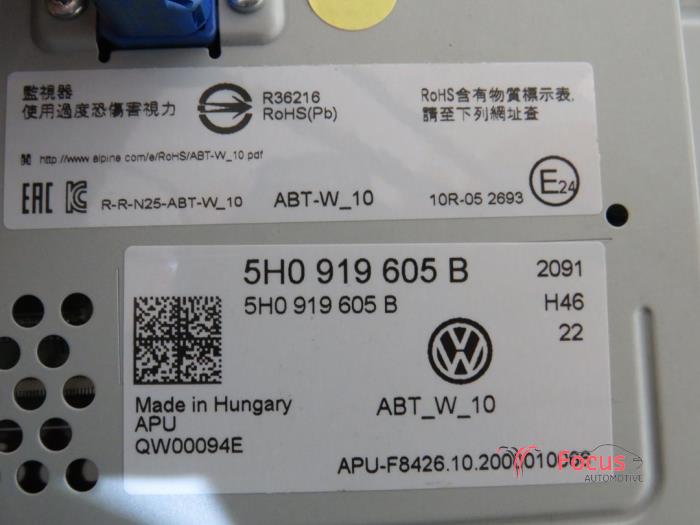 監視器
使用過度恐傷害視力
R36216
RoHS(Pb)
RoHS含有物質標示表,
請至下列網址查
閱 http://www.alpine.com/e/RoHS/ABT-W_10.pdf
EAC R-R-N25-ABT-W_10 ABT-W_10 10R-05 2693 E24
5H0 919 605 B 2091
5H0 919 605 B H46
22
Made in Hungary
APU
QW00094E
ABT_W_10
Focus
AUTOMOTIVE